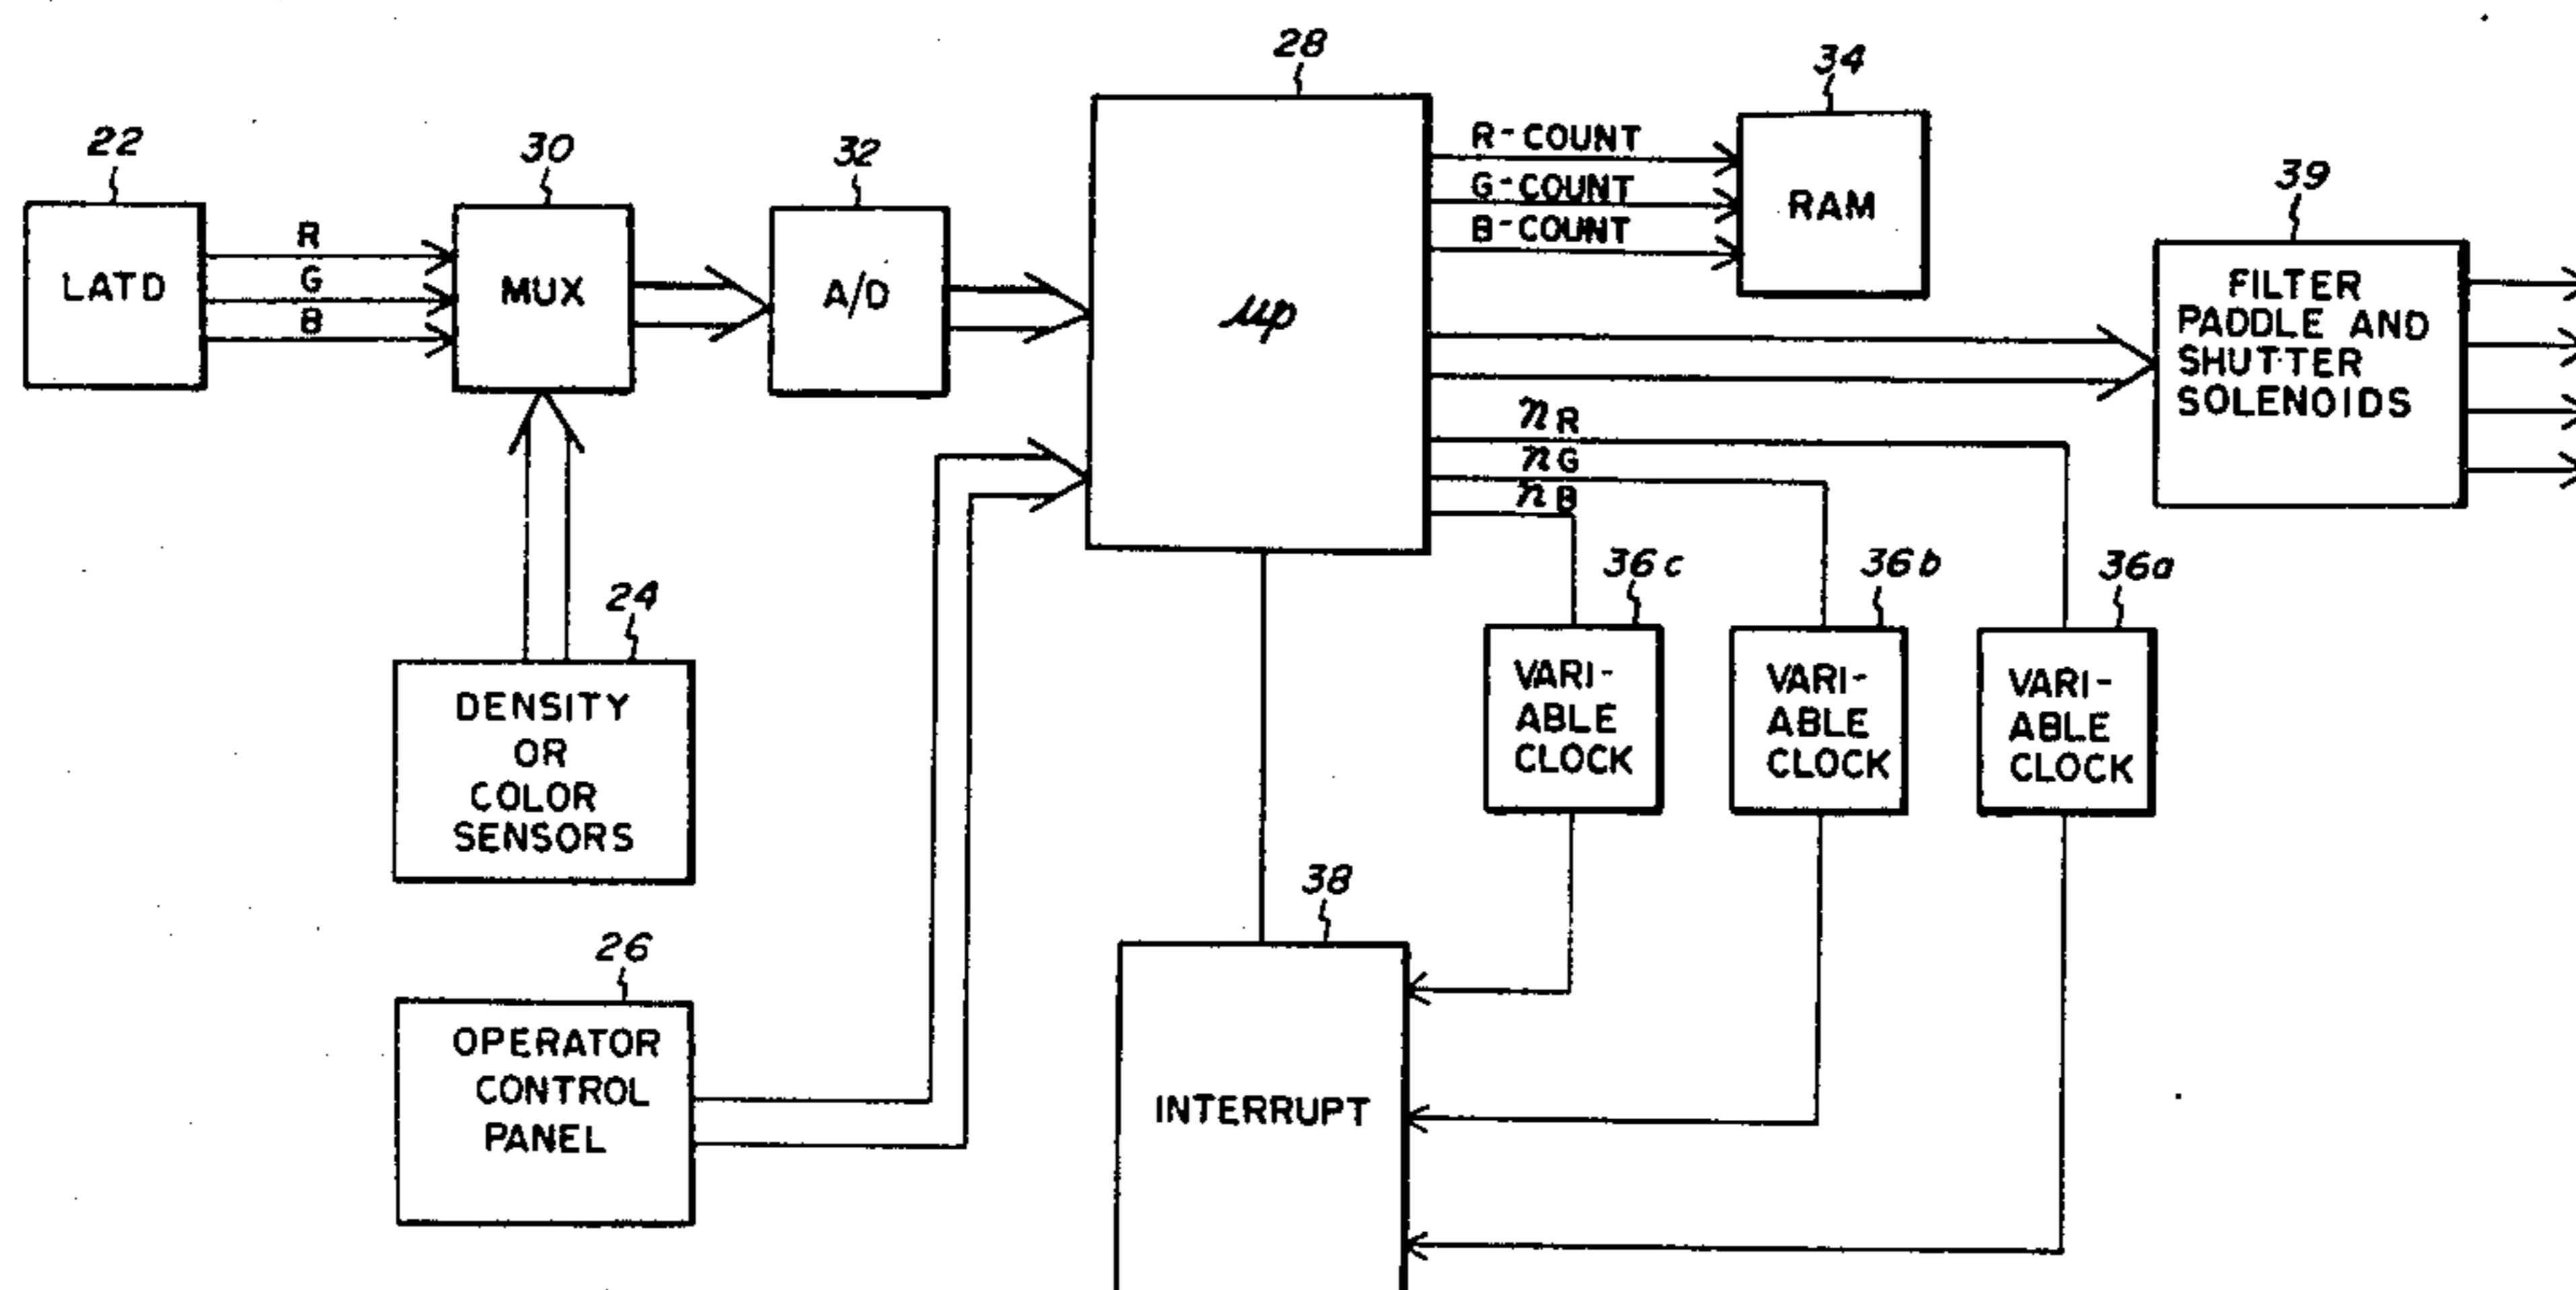 28
34
22
30
32
39
R-COUNT
G-COUNT
B-COUNT
RAM
R
G
B
LATD
MUX
A/D
μp
FILTER
PADDLE AND
SHUTTER
SOLENOIDS
nR
nG
nB
36c
36b
36a
24
DENSITY
OR
COLOR
SENSORS
VARI-
ABLE
CLOCK
VARI-
ABLE
CLOCK
VARI-
ABLE
CLOCK
38
26
OPERATOR
CONTROL
PANEL
INTERRUPT